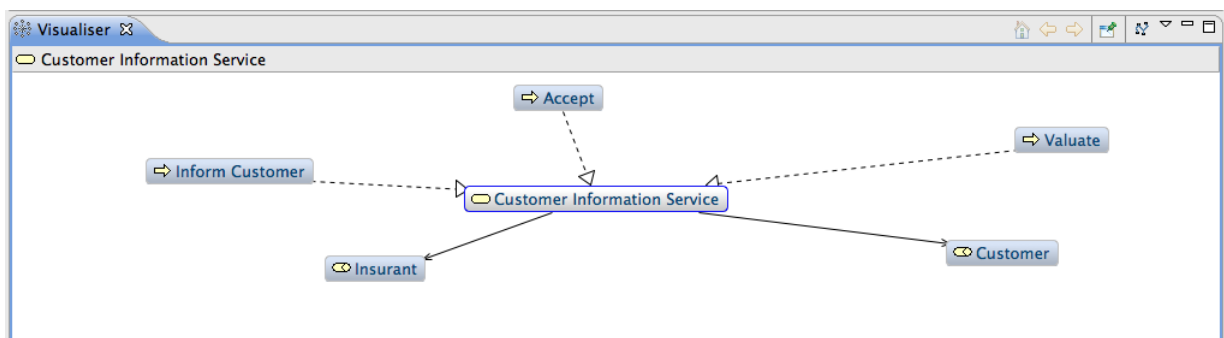 Visualiser
Customer Information Service
Accept
Valuate
Inform Customer
Customer Information Service
Customer
Insurant